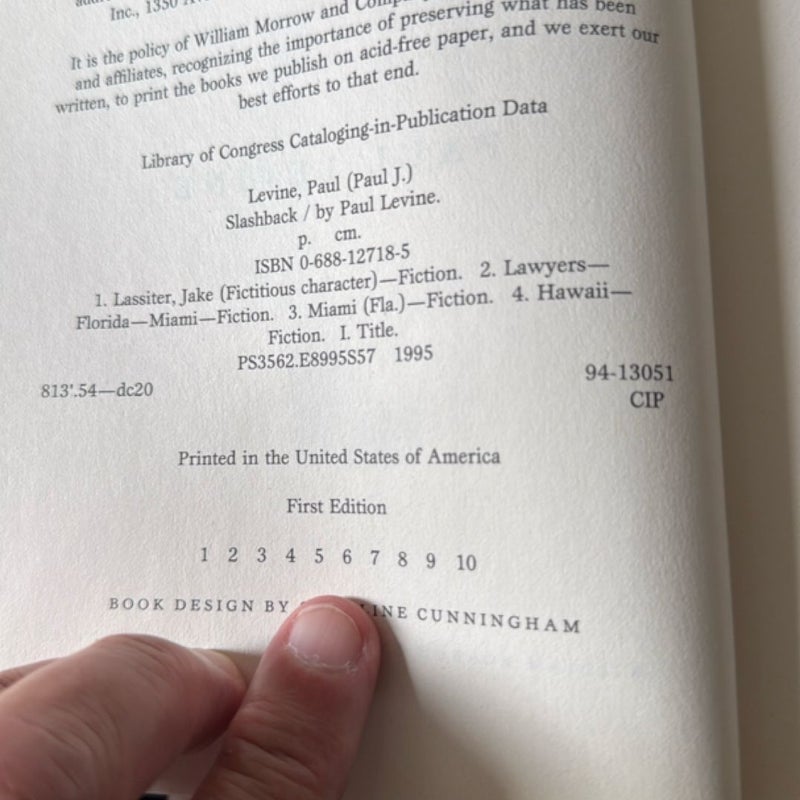 Inc., 1350
It is the policy of William Morrow and
and affiliates, recognizing the importance of preserving what has been
written, to print the books we publish on acid-free paper, and we exert our
best efforts to that end.
Library of Congress Cataloging-in-Publication Data
Levine, Paul (Paul J.)
Slashback / by Paul Levine.
p. cm.
ISBN 0-688-12718-5
1. Lassiter, Jake (Fictitious character)—Fiction. 2. Lawyers—
Florida—Miami—Fiction. 3. Miami (Fla.)—Fiction. 4. Hawaii—
Fiction. I. Title.
PS3562.E8995S57 1995
813'.54—dc20
94-13051
CIP
Printed in the United States of America
First Edition
1 2 3 4 5 6 7 8 9 10
BOOK DESIGN BY CUNNINGHAM